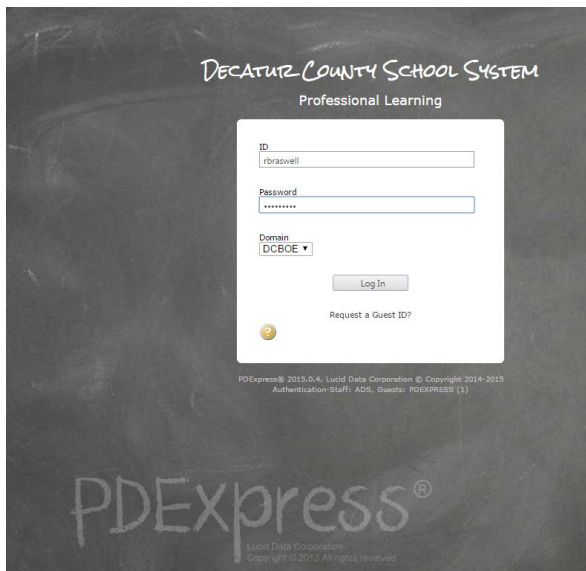 DECATUR COUNTY SCHOOL SYSTEM
Professional Learning
ID
rbraswell
Password
•••••••••
Domain
DCBOE ▼
Log In
Request a Guest ID?
?
PDExpress® 2015.0.4, Lucid Data Corporation © Copyright 2014-2015
Authentication-Staff: ADS, Guests: PDEXPRESS (1)
PDExpress®
Lucid Data Corporation
Copyright © 2013 All rights reserved